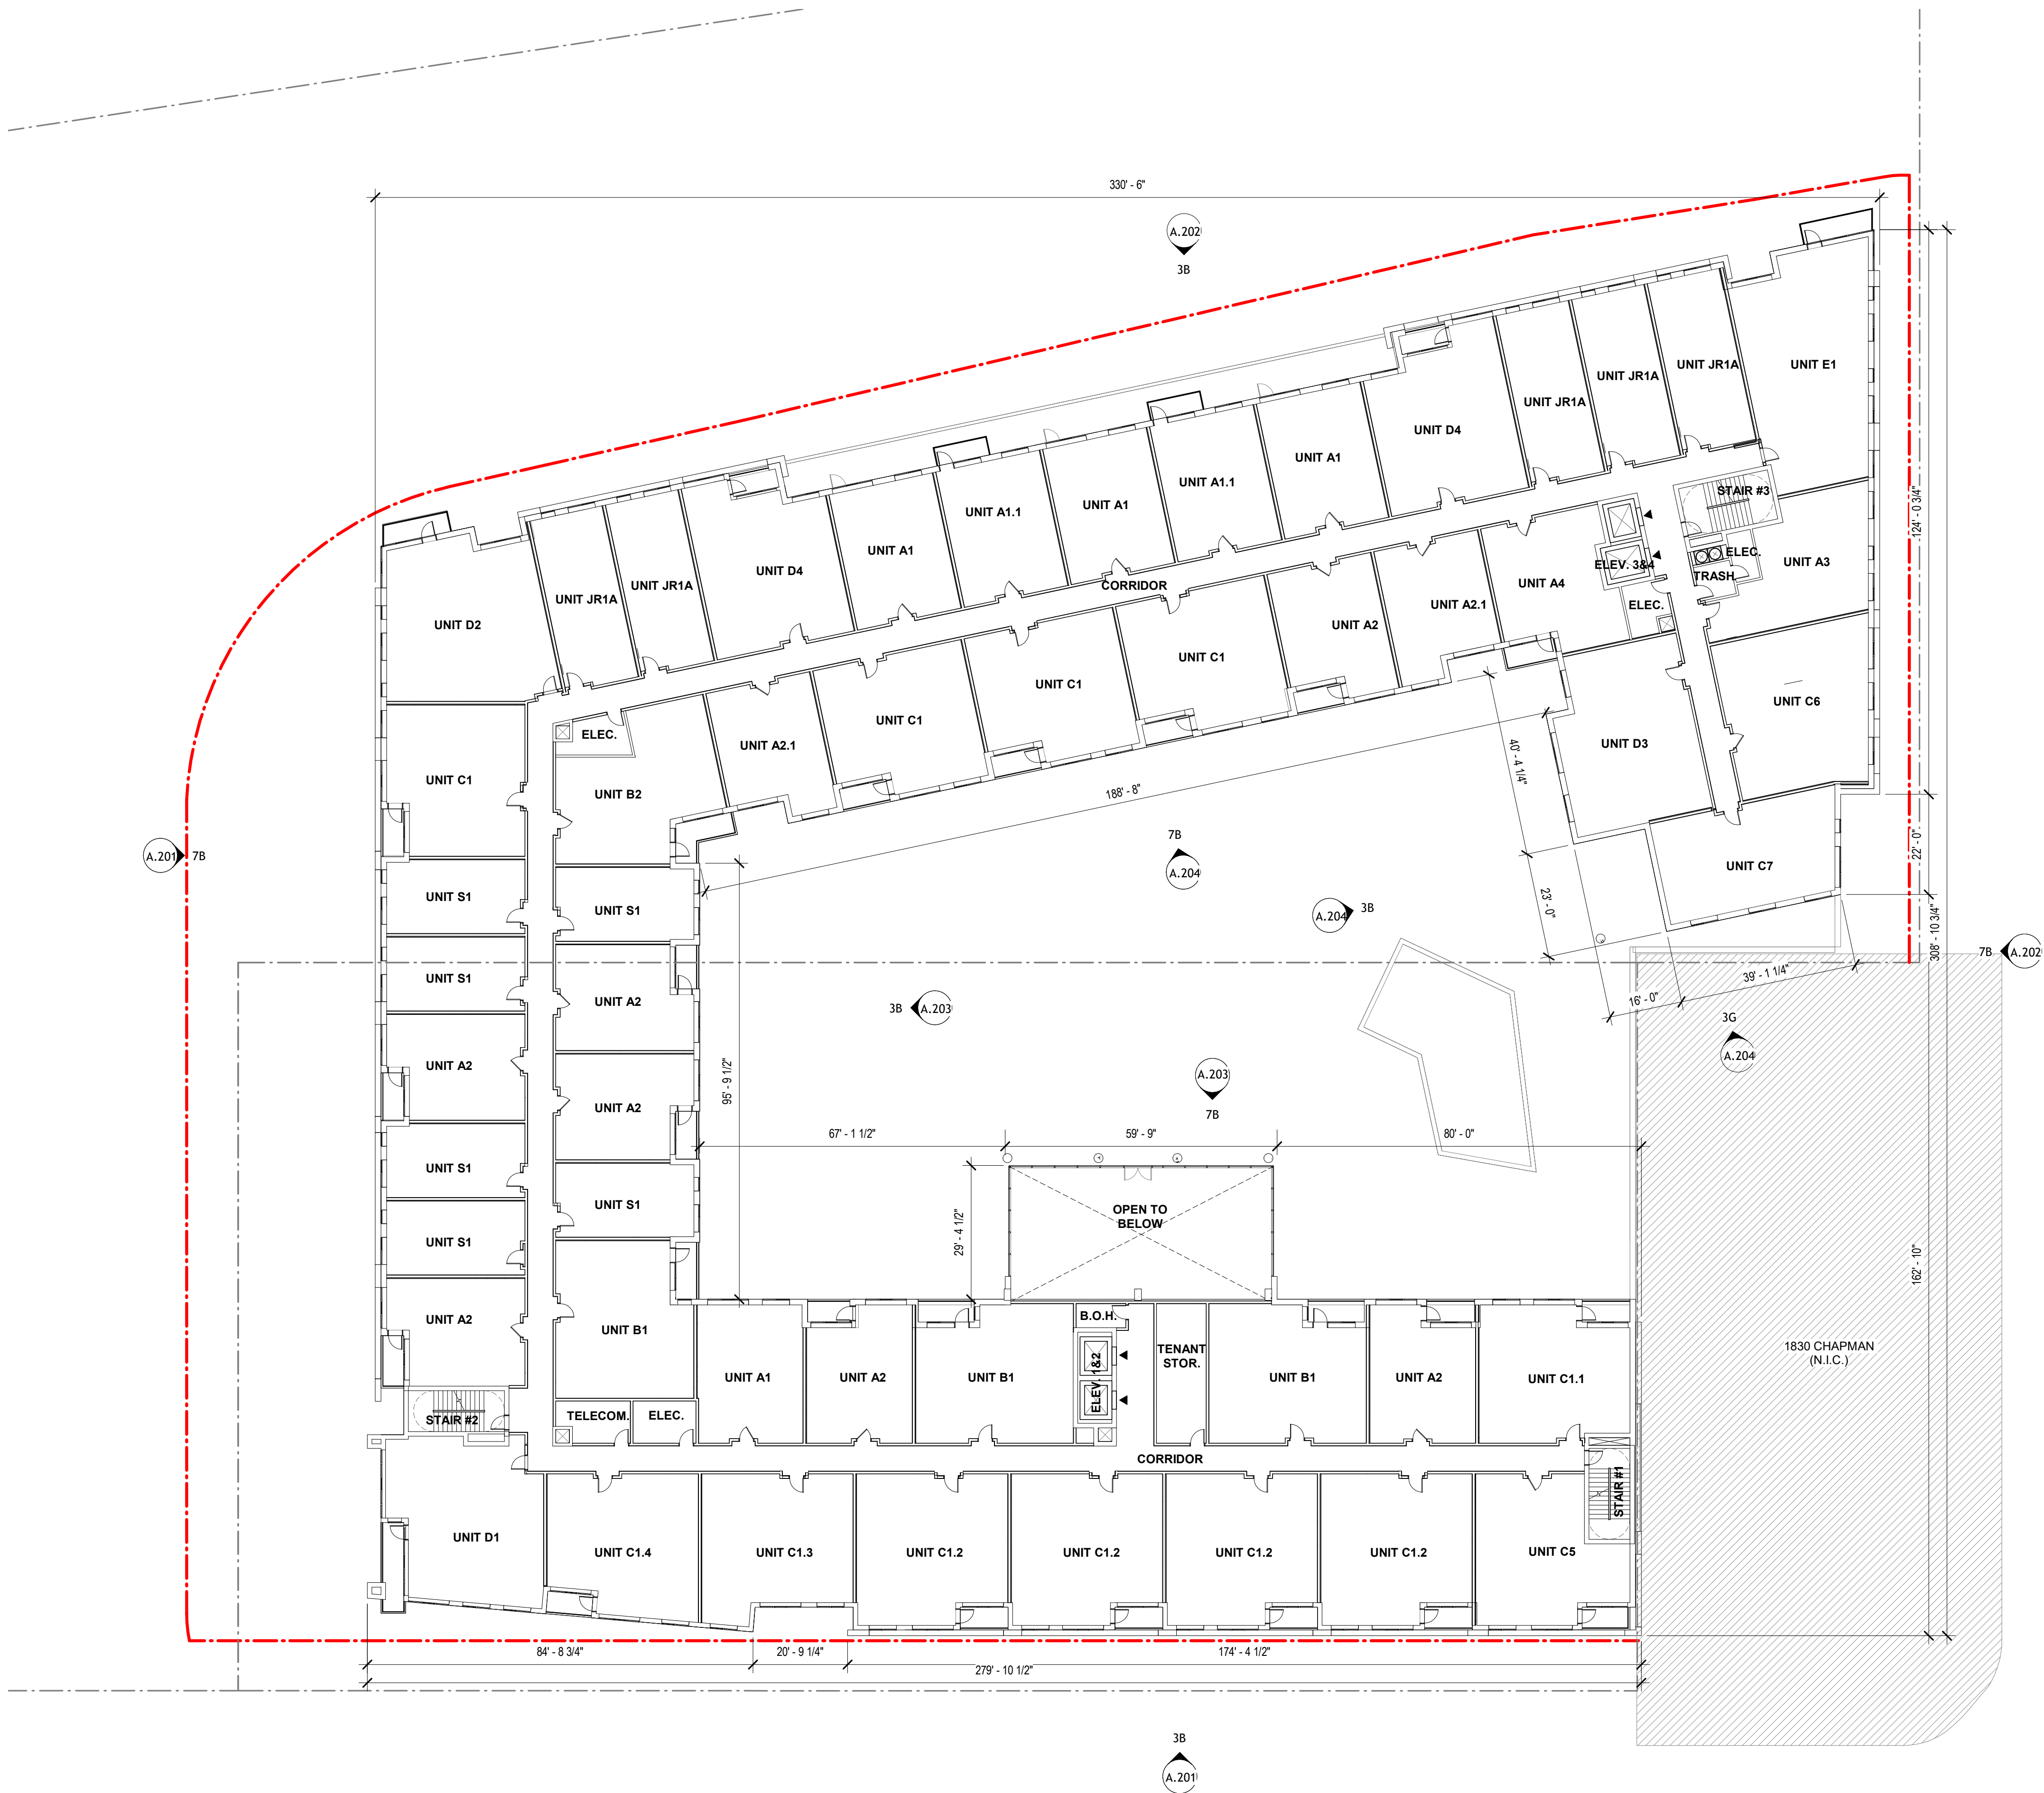 330' - 6"
A.202
3B
UNIT E1
UNIT JR1A
UNIT JR1A
UNIT JR1A
UNIT D4
UNIT A1
UNIT A1.1
UNIT A1
UNIT A1.1
UNIT A1
UNIT D4
UNIT JR1A
UNIT JR1A
UNIT D2
STAIR #3
124' - 0 3/4"
ELEC.
UNIT A3
TRASH
ELEV. 3&4
ELEC.
UNIT A4
UNIT A2.1
UNIT A2
CORRIDOR
UNIT C1
UNIT C1
UNIT C1
UNIT A2.1
ELEC.
UNIT B2
UNIT C6
UNIT D3
40' - 4 1/4"
188' - 8"
UNIT C1
A.201
7B
7B
A.204
UNIT C7
22' - 0"
UNIT S1
UNIT S1
23' - 0"
A.204
3B
308' - 10 3/4"
7B
A.202
UNIT S1
UNIT A2
3B
A.203
39' - 1 1/4"
16' - 0"
3G
A.204
UNIT A2
UNIT A2
95' - 9 1/2"
A.203
7B
67' - 1 1/2"
59' - 9"
80' - 0"
UNIT S1
UNIT S1
OPEN TO
BELOW
29' - 4 1/2"
UNIT S1
162' - 10"
UNIT A2
UNIT B1
B.O.H.
TENANT
STOR.
ELEV. 1&2
1830 CHAPMAN
(N.I.C.)
UNIT A1
UNIT A2
UNIT B1
UNIT B1
UNIT A2
UNIT C1.1
STAIR #2
TELECOM.
ELEC.
CORRIDOR
STAIR #1
UNIT D1
UNIT C1.4
UNIT C1.3
UNIT C1.2
UNIT C1.2
UNIT C1.2
UNIT C1.2
UNIT C5
84' - 8 3/4"
20' - 9 1/4"
174' - 4 1/2"
279' - 10 1/2"
3B
A.201